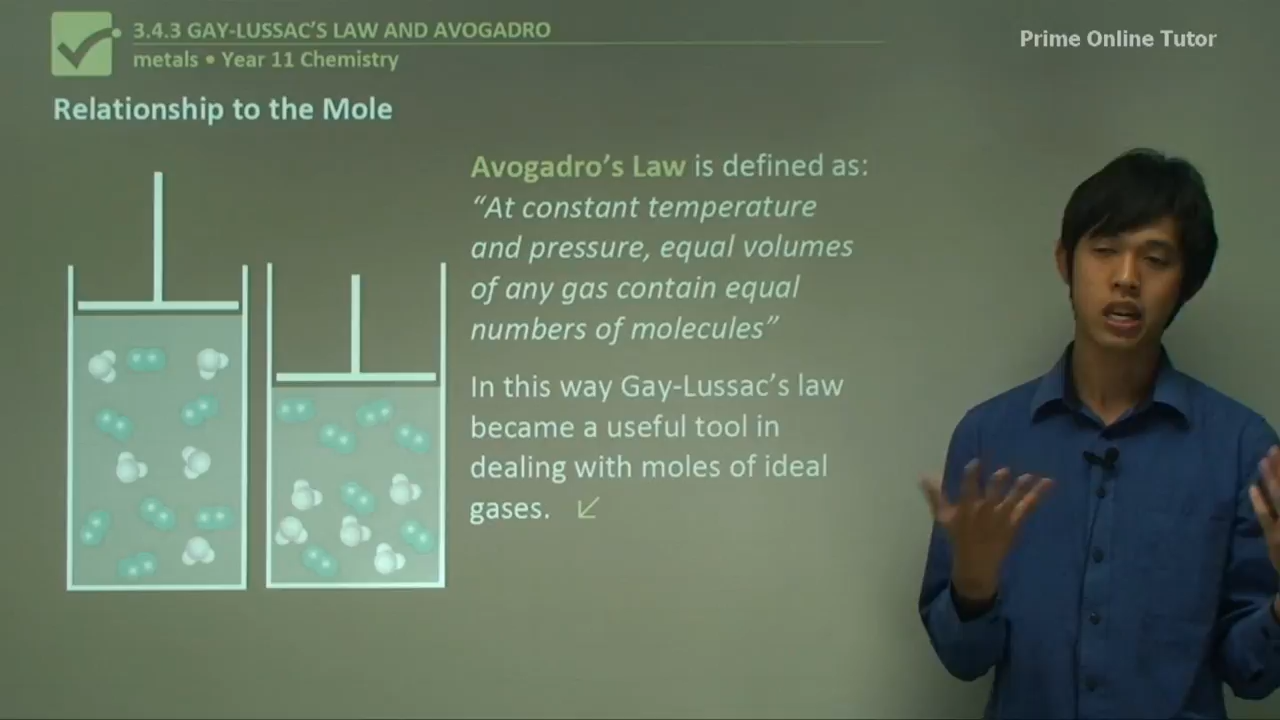 3.4.3 GAY-LUSSAC'S LAW AND AVOGADRO
metals • Year 11 Chemistry
Prime Online Tutor
Relationship to the Mole
Avogadro's Law is defined as:
“At constant temperature
and pressure, equal volumes
of any gas contain equal
numbers of molecules”
In this way Gay-Lussac's law
became a useful tool in
dealing with moles of ideal
gases.